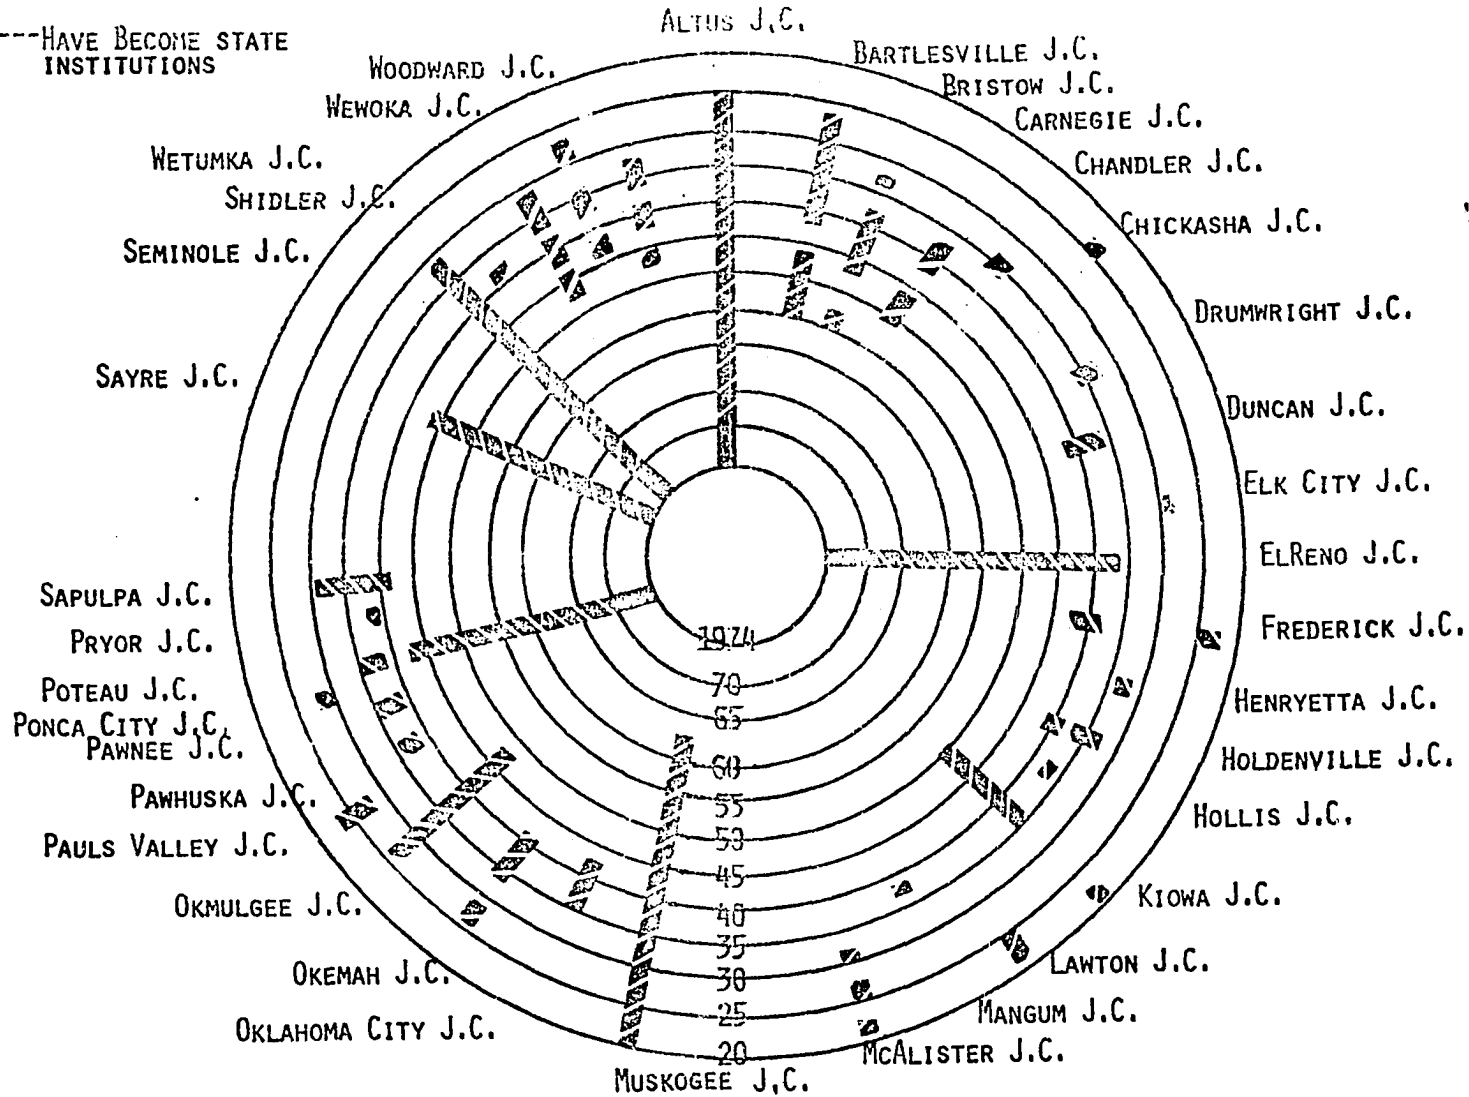 ---HAVE BECOME STATE
INSTITUTIONS
ALTUS J.C.
BARTLESVILLE J.C.
BRISTOW J.C.
CARNEGIE J.C.
CHANDLER J.C.
CHICKASHA J.C.
DRUMWRIGHT J.C.
DUNCAN J.C.
ELK CITY J.C.
ELRENO J.C.
FREDERICK J.C.
HENRYETTA J.C.
HOLDENVILLE J.C.
HOLLIS J.C.
KIOWA J.C.
LAWTON J.C.
MANGUM J.C.
MCALISTER J.C.
MUSKOGEE J.C.
OKLAHOMA CITY J.C.
OKEMAH J.C.
OKMULGEE J.C.
PAULS VALLEY J.C.
PAWHUSKA J.C.
PAWNEE J.C.
PONCA CITY J.C.
POTEAU J.C.
PRYOR J.C.
SAPULPA J.C.
SAYRE J.C.
SEMINOLE J.C.
SHIDLER J.C.
WETUMKA J.C.
WEWOKA J.C.
WOODWARD J.C.
1974
70
65
60
55
50
45
40
35
30
25
20